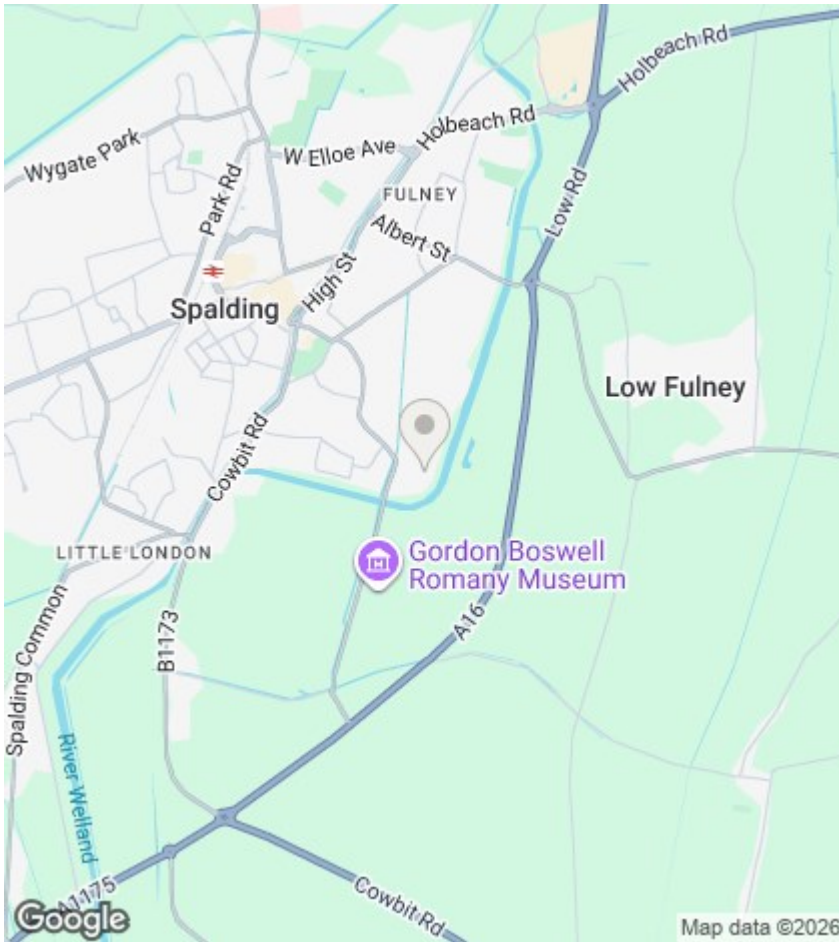 Holbeach Rd
Holbeach Rd
W Elloe Ave
Wygate Park
Park Rd
FULNEY
Low Rd
Albert St
High St
Spalding
Low Fulney
Cowbit Rd
LITTLE LONDON
Gordon Boswell
Romany Museum
A16
Spalding Common
B1173
River Welland
A1175
Cowbit Rd
Google
Map data ©2026